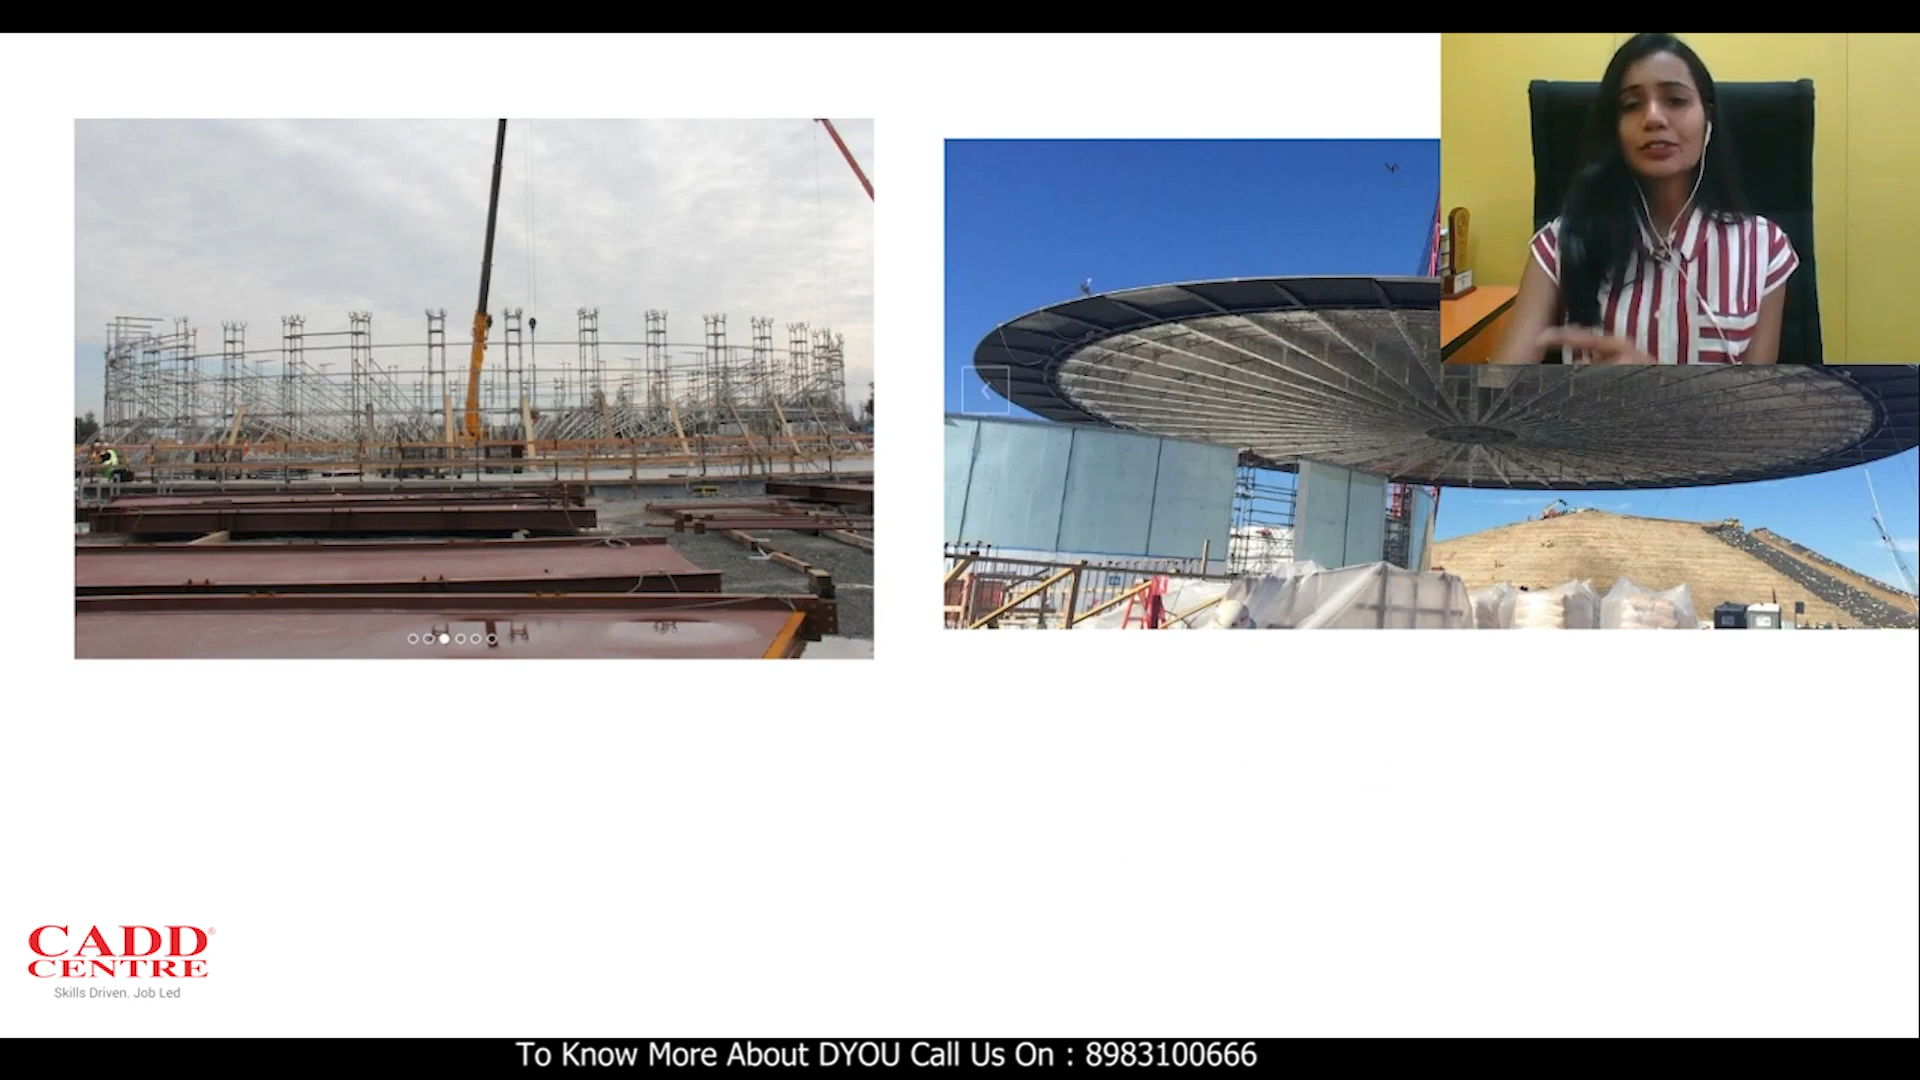 CADD®
CENTRE
Skills Driven. Job Led
To Know More About DYOU Call Us On : 8983100666